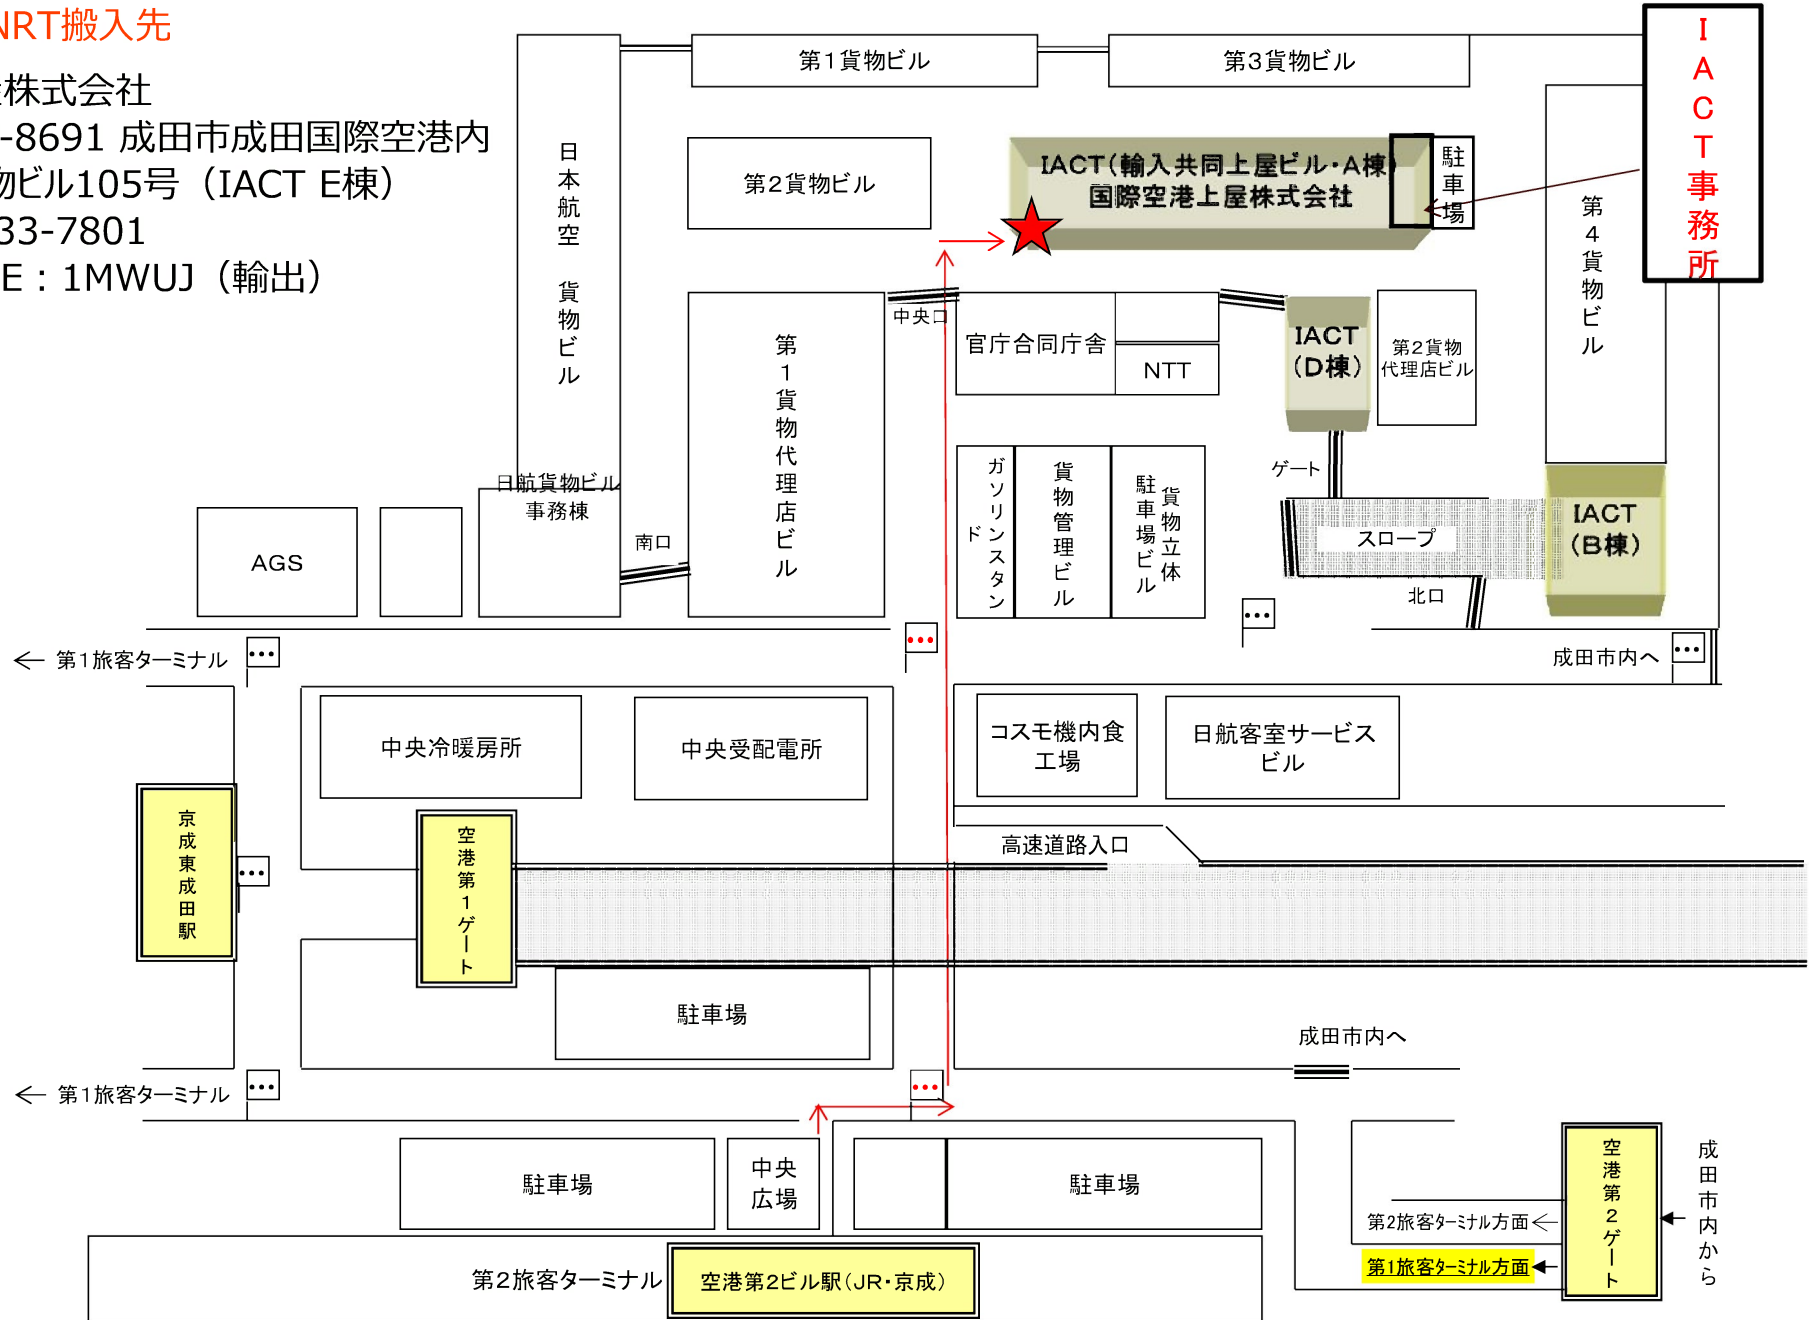 NRT搬入先
株式会社
-8691 成田市成田国際空港内
物ビル105号（IACT E棟）
33-7801
E：1MWUJ（輸出）
第1貨物ビル
第3貨物ビル
IACT事務所
日本航空 貨物ビル
第2貨物ビル
IACT(輸入共同上屋ビル・A棟)
国際空港上屋株式会社
駐車場
第4貨物ビル
中央口
第1貨物代理店ビル
官庁合同庁舎
NTT
IACT
(D棟)
第2貨物
代理店ビル
日航貨物ビル
事務棟
AGS
南口
ガソリンスタン
ド
貨物管理ビル
貨物立体
駐車場ビル
ゲート
スロープ
IACT
(B棟)
北口
← 第1旅客ターミナル
成田市内へ
中央冷暖房所
中央受配電所
コスモ機内食
工場
日航客室サービス
ビル
京成東成田駅
空港第1ゲート
高速道路入口
駐車場
成田市内へ
← 第1旅客ターミナル
駐車場
中央
広場
駐車場
空港第2ゲート
成田市内から
第2旅客ターミナル方面←
第1旅客ターミナル方面
第2旅客ターミナル
空港第2ビル駅(JR・京成)